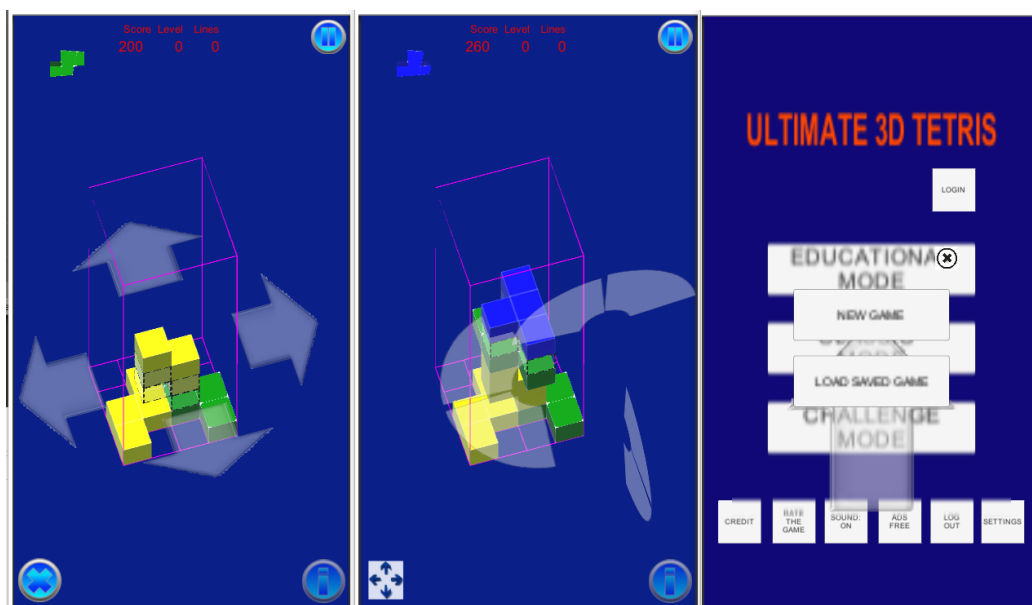 Score Level Lines
200 0 0
Score Level Lines
260 0 0
ULTIMATE 3D TETRIS
LOGIN
EDUCATIONA
MODE
NEW GAME
LOAD SAVED GAME
CHALLENGE
MODE
CREDIT
RATE
THE
GAME
SOUND:
ON
ADS
FREE
LOG
OUT
SETTINGS